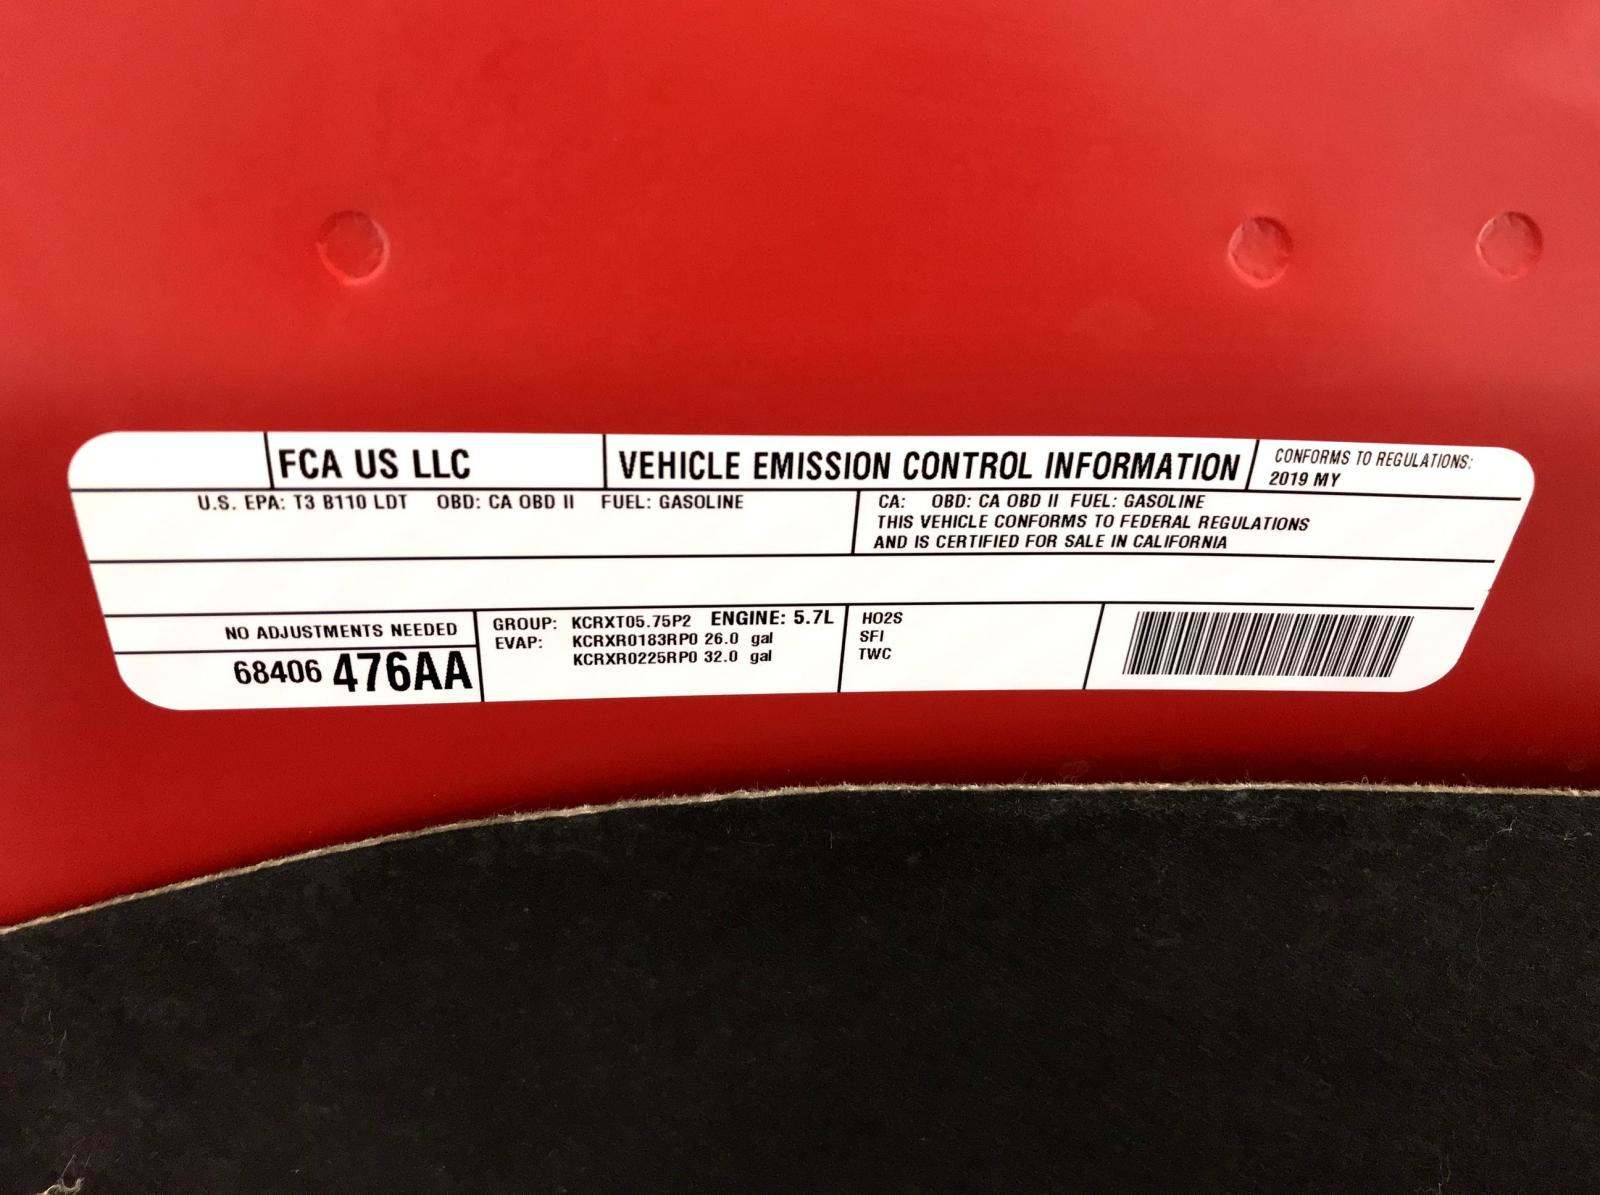 FCA US LLC
VEHICLE EMISSION CONTROL INFORMATION
CONFORMS TO REGULATIONS:
2019 MY
U.S. EPA: T3 B110 LDT OBD: CA OBD II FUEL: GASOLINE
CA: OBD: CA OBD II FUEL: GASOLINE
THIS VEHICLE CONFORMS TO FEDERAL REGULATIONS
AND IS CERTIFIED FOR SALE IN CALIFORNIA
NO ADJUSTMENTS NEEDED
68406 476AA
GROUP: KCRXT05.75P2 ENGINE: 5.7L
EVAP: KCRXR0183RP0 26.0 gal
KCRXR0225RP0 32.0 gal
HO2S
SFI
TWC